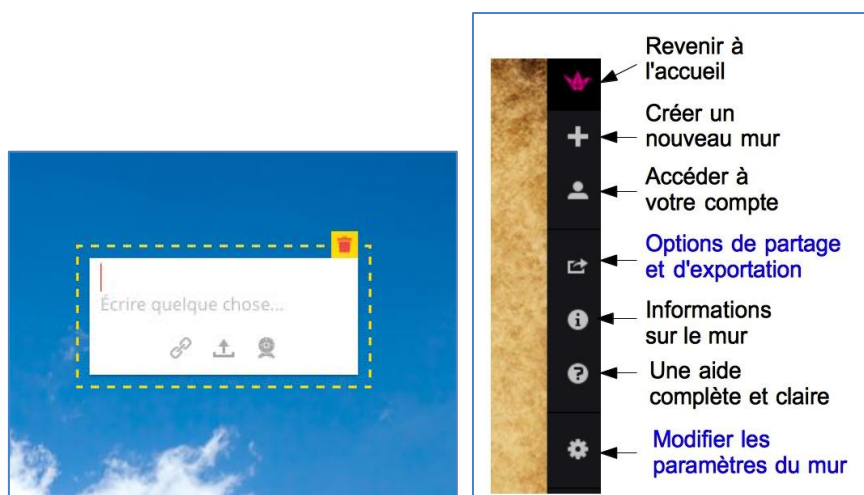 Écrire quelque chose...
Revenir à
l'accueil
Créer un
nouveau mur
Accéder à
votre compte
Options de partage
et d'exportation
Informations
sur le mur
Une aide
complète et claire
Modifier les
paramètres du mur